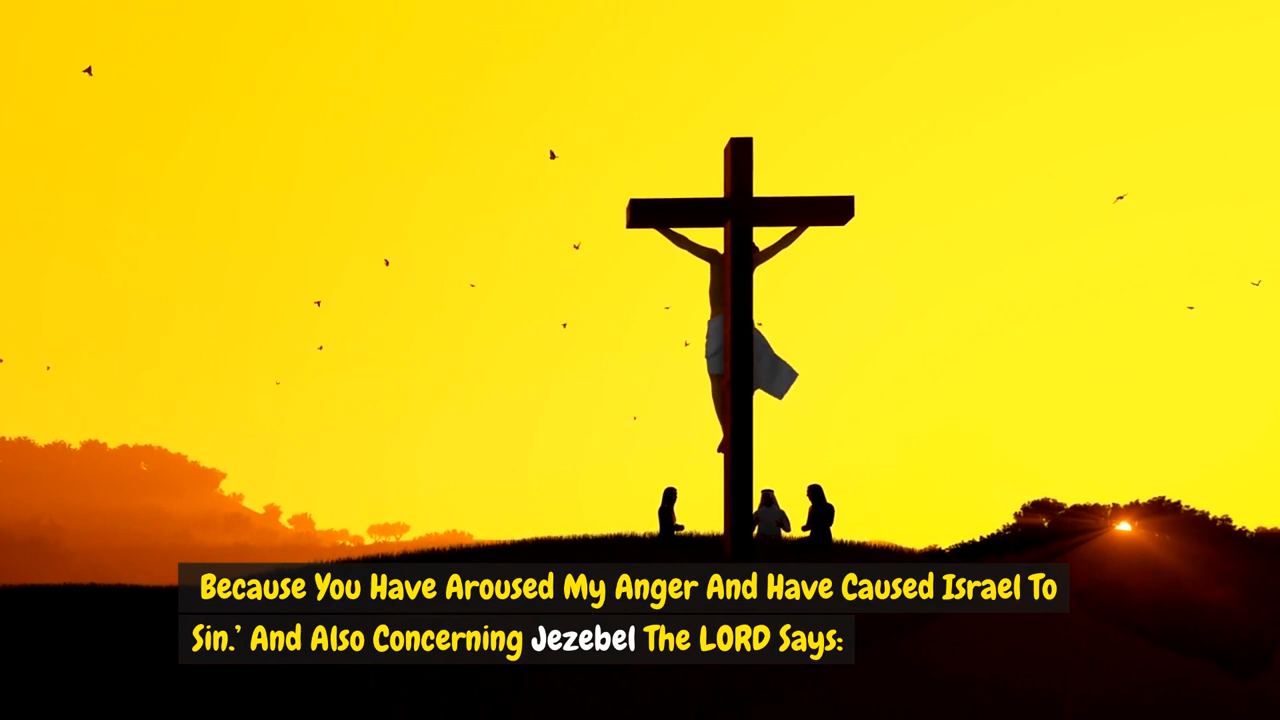 Because You Have Aroused My Anger And Have Caused Israel To
Sin.’ And Also Concerning Jezebel The LORD Says: